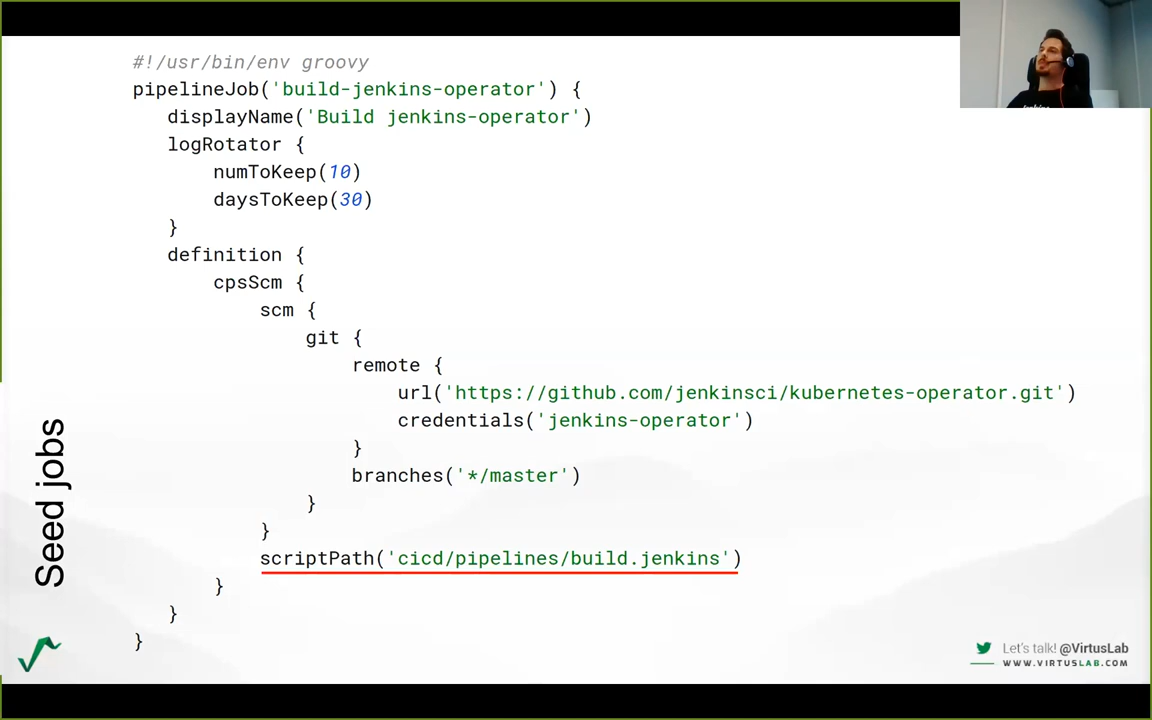 #!/usr/bin/env groovy
pipelineJob('build-jenkins-operator') {
displayName('Build jenkins-operator')
logRotator {
numToKeep(10)
daysToKeep(30)
}
definition {
cpsScm {
scm {
git {
remote {
url('https://github.com/jenkinsci/kubernetes-operator.git')
credentials('jenkins-operator')
}
branches('*/master')
}
}
scriptPath('cicd/pipelines/build.jenkins')
}
}
}
Seed jobs
Let's talk! @VirtusLab
WWW.VIRTUSLAB.COM